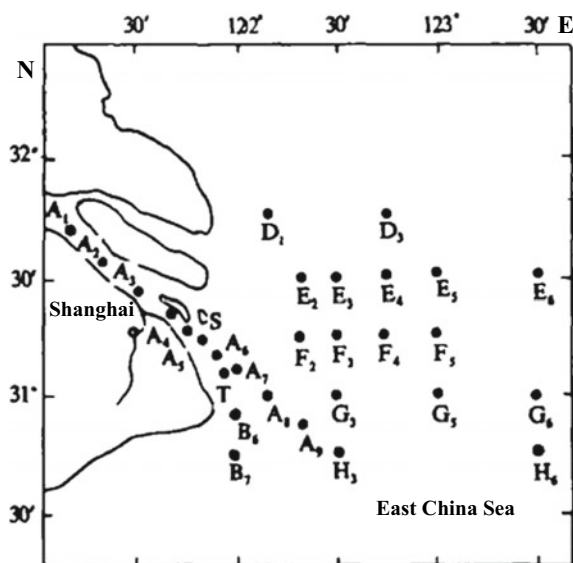 30′ 122° 30′ 123° 30′ E
N
32°
A₁
D₁ D₃
A₂
30′ A₃
E₂ E₃ E₄ E₅ E₆
Shanghai S
A₄ A₆ F₂ F₃ F₄ F₅
A₅ A₇
31° T A₈ G₃ G₅ G₆
B₆ A₉
B₇ H₃ H₆
30′ East China Sea